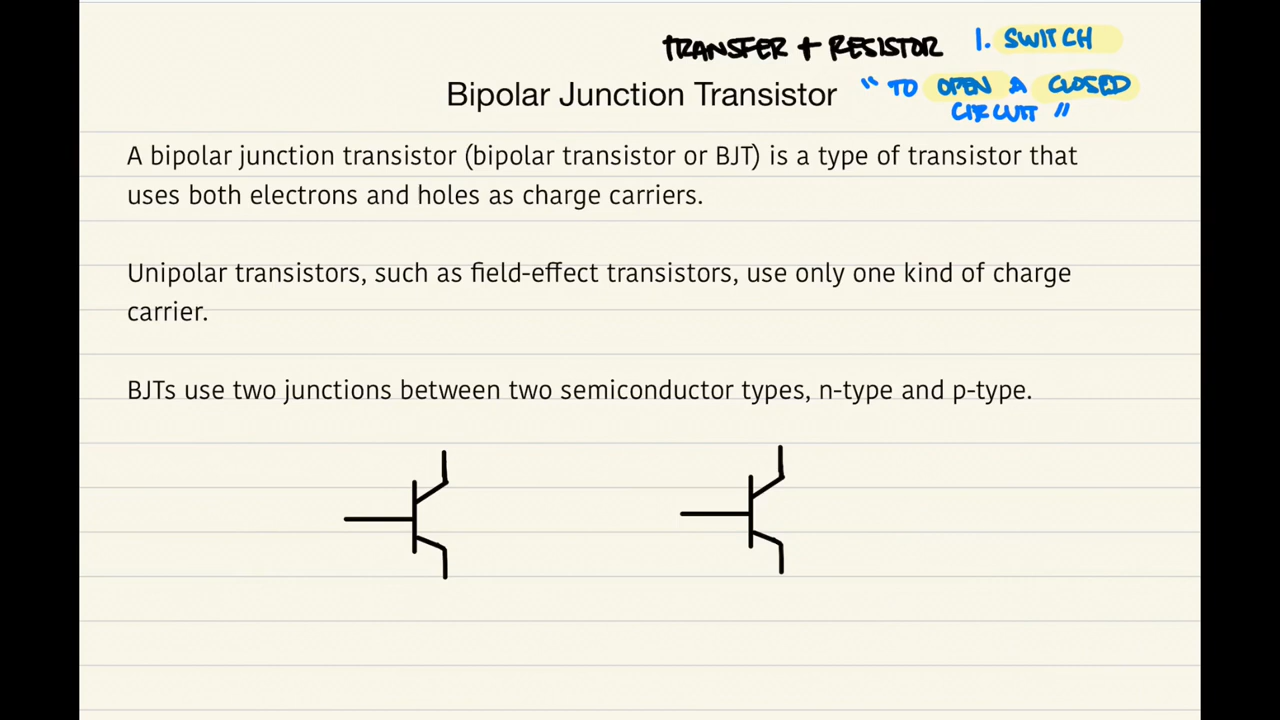 TRANSFER + RESISTOR 1. SWITCH
Bipolar Junction Transistor " TO OPEN A CLOSED
CIRCUIT "
A bipolar junction transistor (bipolar transistor or BJT) is a type of transistor that
uses both electrons and holes as charge carriers.
Unipolar transistors, such as field-effect transistors, use only one kind of charge
carrier.
BJTs use two junctions between two semiconductor types, n-type and p-type.